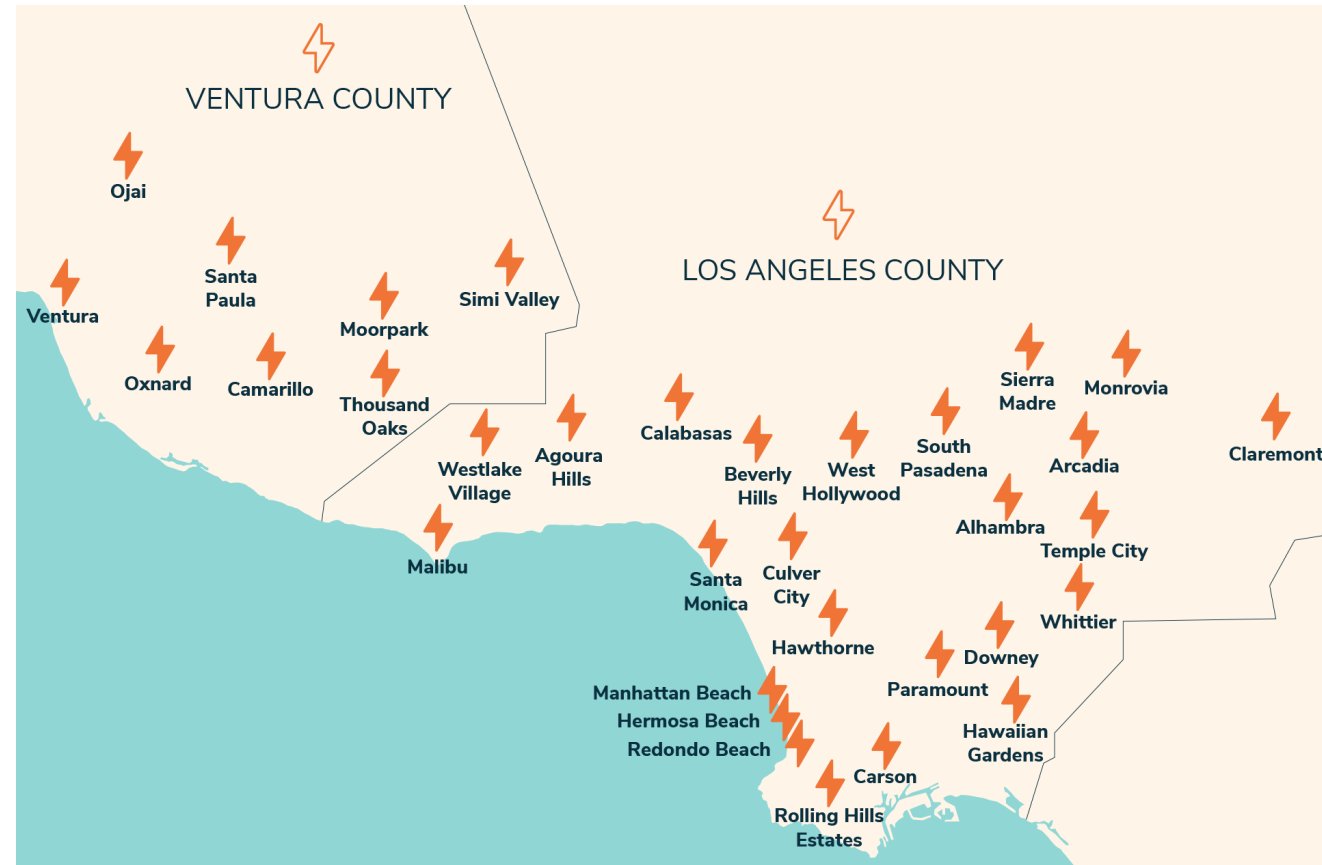 VENTURA COUNTY
Ojai
Santa
Paula
Ventura
Simi Valley
Moorpark
Oxnard
Camarillo
Thousand
Oaks
LOS ANGELES COUNTY
Westlake
Village
Agoura
Hills
Malibu
Calabasas
Beverly
Hills
West
Hollywood
South
Pasadena
Sierra
Madre
Monrovia
Arcadia
Claremont
Alhambra
Temple City
Santa
Monica
Culver
City
Whittier
Hawthorne
Downey
Paramount
Manhattan Beach
Hermosa Beach
Redondo Beach
Hawaiian
Gardens
Carson
Rolling Hills
Estates